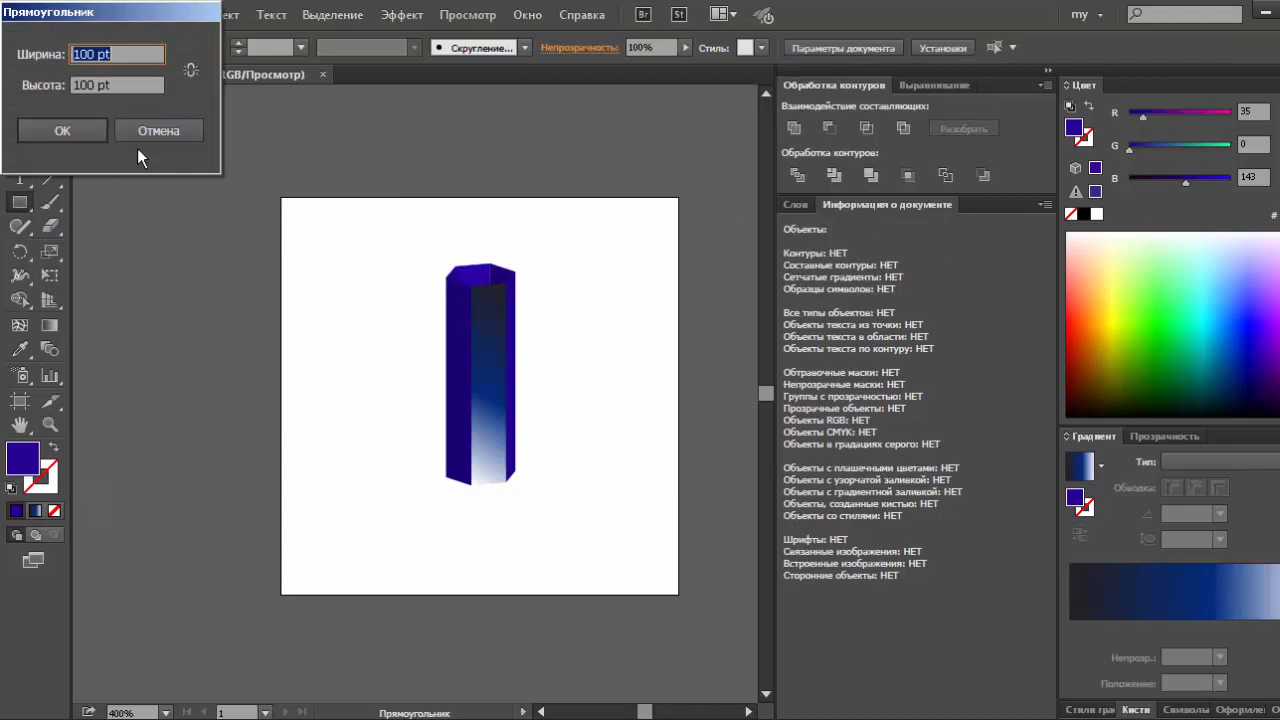 Прямоугольник
Ширина: 100 pt
Высота: 100 pt
OK Отмена
Текст Выделение Эффект Просмотр Окно Справка Br St my
Скругление... Непрозрачность: 100% Стиль: Параметры документа Установки
RGB/Просмотр) ×
Обработка контуров Выравнивание
Взаимодействие составляющих:
Разобрать
Обработка контуров:
Слои Информация о документе
Объекты:
Контуры: НЕТ
Составные контуры: НЕТ
Сетчатые градиенты: НЕТ
Образцы символов: НЕТ
Все типы объектов: НЕТ
Объекты текста из точки: НЕТ
Объекты текста в области: НЕТ
Объекты текста по контуру: НЕТ
Обтравочные маски: НЕТ
Непрозрачные маски: НЕТ
Группы с прозрачностью: НЕТ
Прозрачные объекты: НЕТ
Объекты RGB: НЕТ
Объекты CMYK: НЕТ
Объекты в градациях серого: НЕТ
Объекты с плашечными цветами: НЕТ
Объекты с узорчатой заливкой: НЕТ
Объекты с градиентной заливкой: НЕТ
Объекты, созданные кистью: НЕТ
Объекты со стилями: НЕТ
Шрифты: НЕТ
Связанные изображения: НЕТ
Встроенные изображения: НЕТ
Сторонние объекты: НЕТ
Цвет
R 35
G 0
B 143
#
Градиент Прозрачность
Тип:
Обводка:
Непрозр.:
Положение:
Стили гра Кисти Символы Оформле
400% 1 Прямоугольник